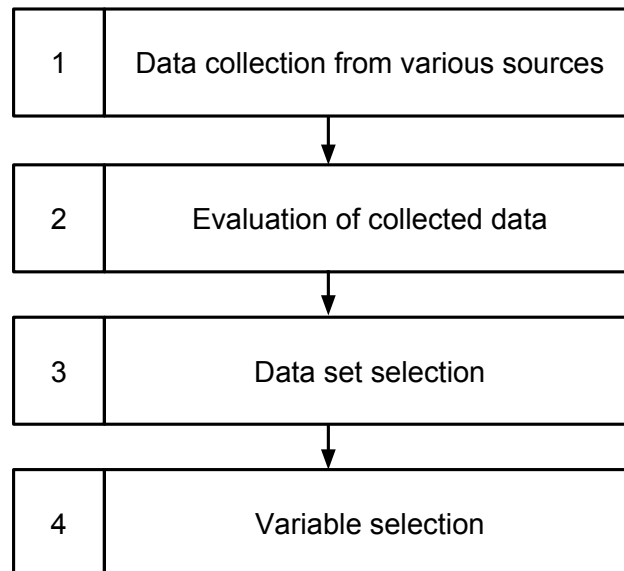 1 Data collection from various sources
2 Evaluation of collected data
3 Data set selection
4 Variable selection